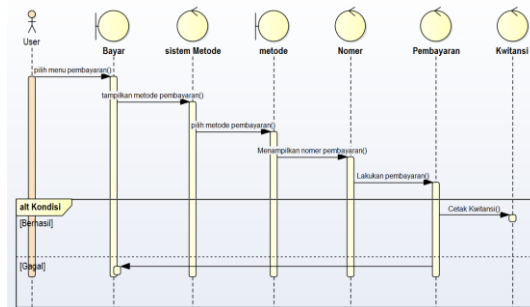 User
Bayar
sistem Metode
metode
Nomer
Pembayaran
Kwitansi
pilih menu pembayaran()
tampilkan metode pembayaran()
pilih metode pembayaran()
Menampilkan nomer pembayaran()
Lakukan pembayaran()
alt Kondisi
Cetak Kwitansi()
[Berhasil]
[Gagal]